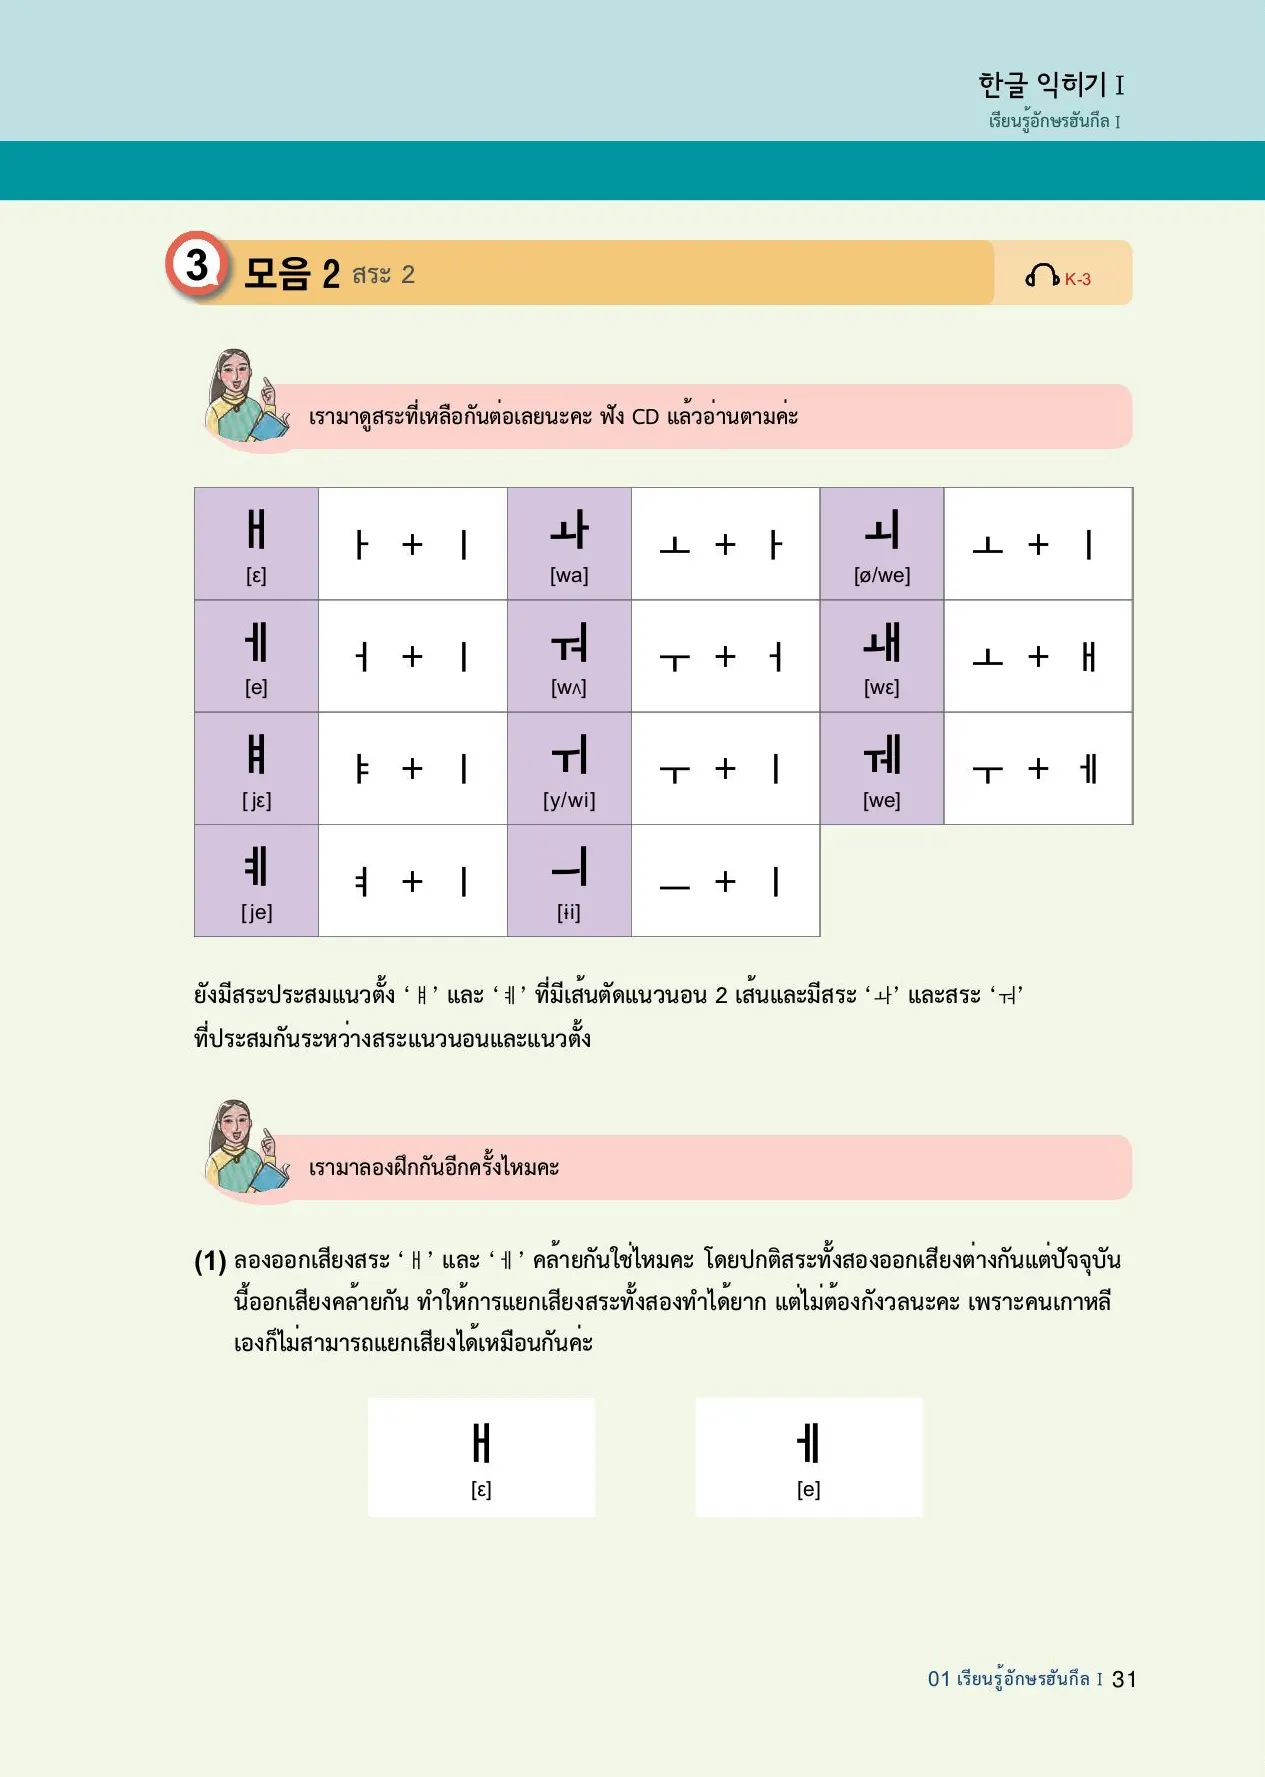 한글 익히기 I
เรียนรู้อักษรฮันกึล I
3 모음 2 สระ 2
K-3
เรามาดูสระที่เหลือกันต่อเลยนะคะ ฟัง CD แล้วอ่านตามค่ะ
ㅐ ㅏ + ㅣ ㅘ ㅗ + ㅏ ㅚ ㅗ + ㅣ
[ɛ] [wa] [ø/we]
ㅔ ㅓ + ㅣ ㅝ ㅜ + ㅓ ㅙ ㅗ + ㅐ
[e] [wʌ] [wɛ]
ㅒ ㅑ + ㅣ ㅟ ㅜ + ㅣ ㅞ ㅜ + ㅔ
[jɛ] [y/wi] [we]
ㅖ ㅕ + ㅣ ㅢ ㅡ + ㅣ
[je] [ɨi]
ยังมีสระประสมแนวตั้ง ‘ㅒ’ และ ‘ㅖ’ ที่มีเส้นตัดแนวนอน 2 เส้นและมีสระ ‘ㅘ’ และสระ ‘ㅝ’
ที่ประสมกันระหว่างสระแนวนอนและแนวตั้ง
เรามาลองฝึกกันอีกครั้งไหมคะ
(1) ลองออกเสียงสระ ‘ㅐ’ และ ‘ㅔ’ คล้ายกันใช่ไหมคะ โดยปกติสระทั้งสองออกเสียงต่างกันแต่ปัจจุบัน
นี้ออกเสียงคล้ายกัน ทำให้การแยกเสียงสระทั้งสองทำได้ยาก แต่ไม่ต้องกังวลนะคะ เพราะคนเกาหลี
เองก็ไม่สามารถแยกเสียงได้เหมือนกันค่ะ
ㅐ ㅔ
[ɛ] [e]
01 เรียนรู้อักษรฮันกึล I 31